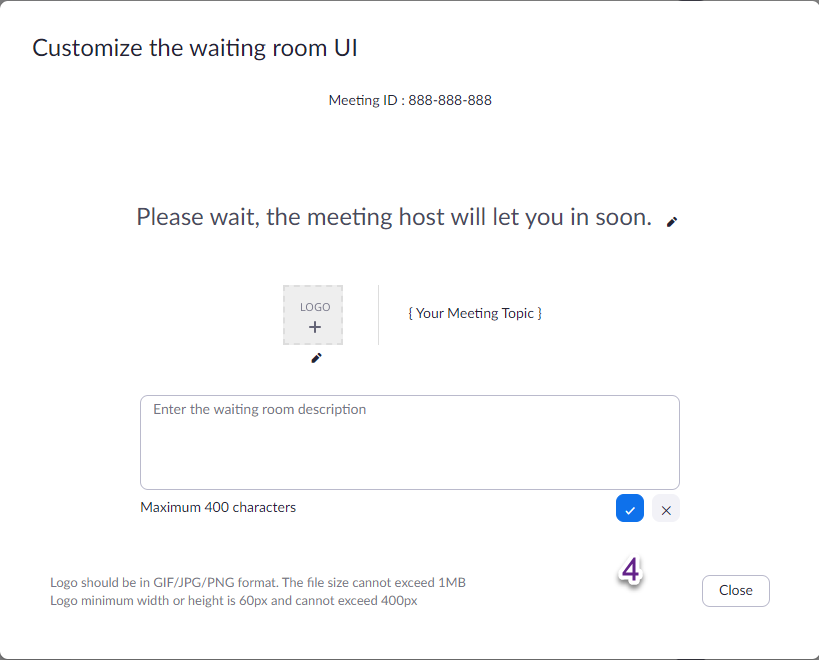 Customize the waiting room UI
Meeting ID : 888-888-888
Please wait, the meeting host will let you in soon.
LOGO
+
{ Your Meeting Topic }
Enter the waiting room description
Maximum 400 characters
4
Logo should be in GIF/JPG/PNG format. The file size cannot exceed 1MB
Logo minimum width or height is 60px and cannot exceed 400px
Close